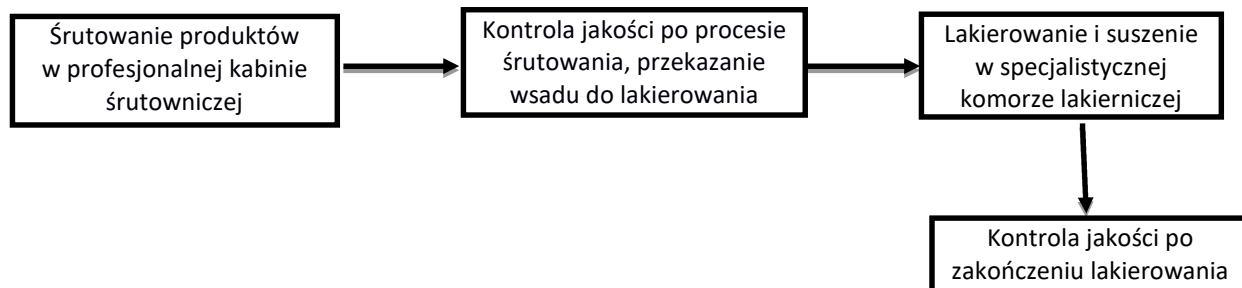 Śrutowanie produktów
w profesjonalnej kabinie
śrutowniczej
Kontrola jakości po procesie
śrutowania, przekazanie
wsadu do lakierowania
Lakierowanie i suszenie
w specjalistycznej
komorze lakierniczej
Kontrola jakości po
zakończeniu lakierowania